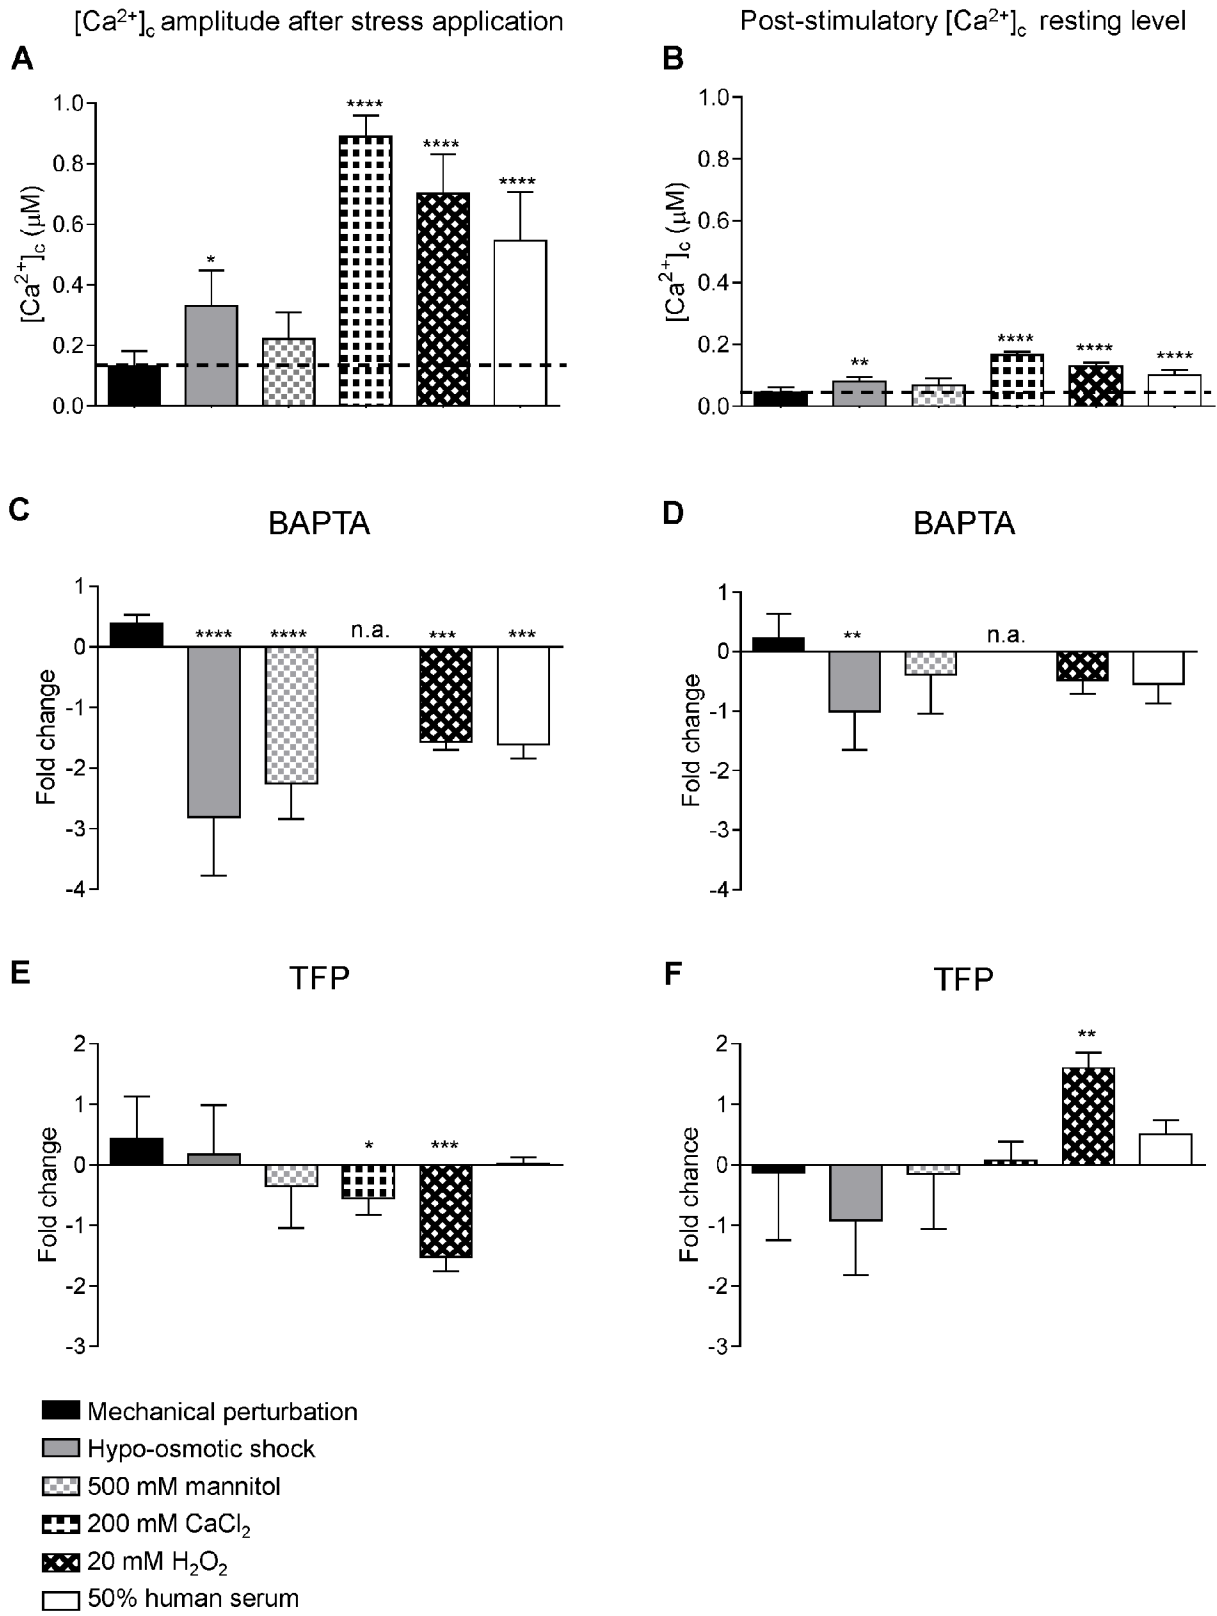 [Ca²⁺]c amplitude after stress application
Post-stimulatory [Ca²⁺]c resting level
A
[Ca²⁺]c (μM)
1.0
0.8
0.6
0.4
0.2
0.0
*
****
****
****
B
[Ca²⁺]c (μM)
1.0
0.8
0.6
0.4
0.2
0.0
**
****
****
****
C
BAPTA
Fold change
1
0
-1
-2
-3
-4
****
****
n.a.
***
***
D
BAPTA
Fold change
1
0
-1
-2
-3
-4
**
n.a.
E
TFP
Fold change
2
1
0
-1
-2
-3
*
***
F
TFP
Fold chance
2
1
0
-1
-2
-3
**
Mechanical perturbation
Hypo-osmotic shock
500 mM mannitol
200 mM CaCl₂
20 mM H₂O₂
50% human serum